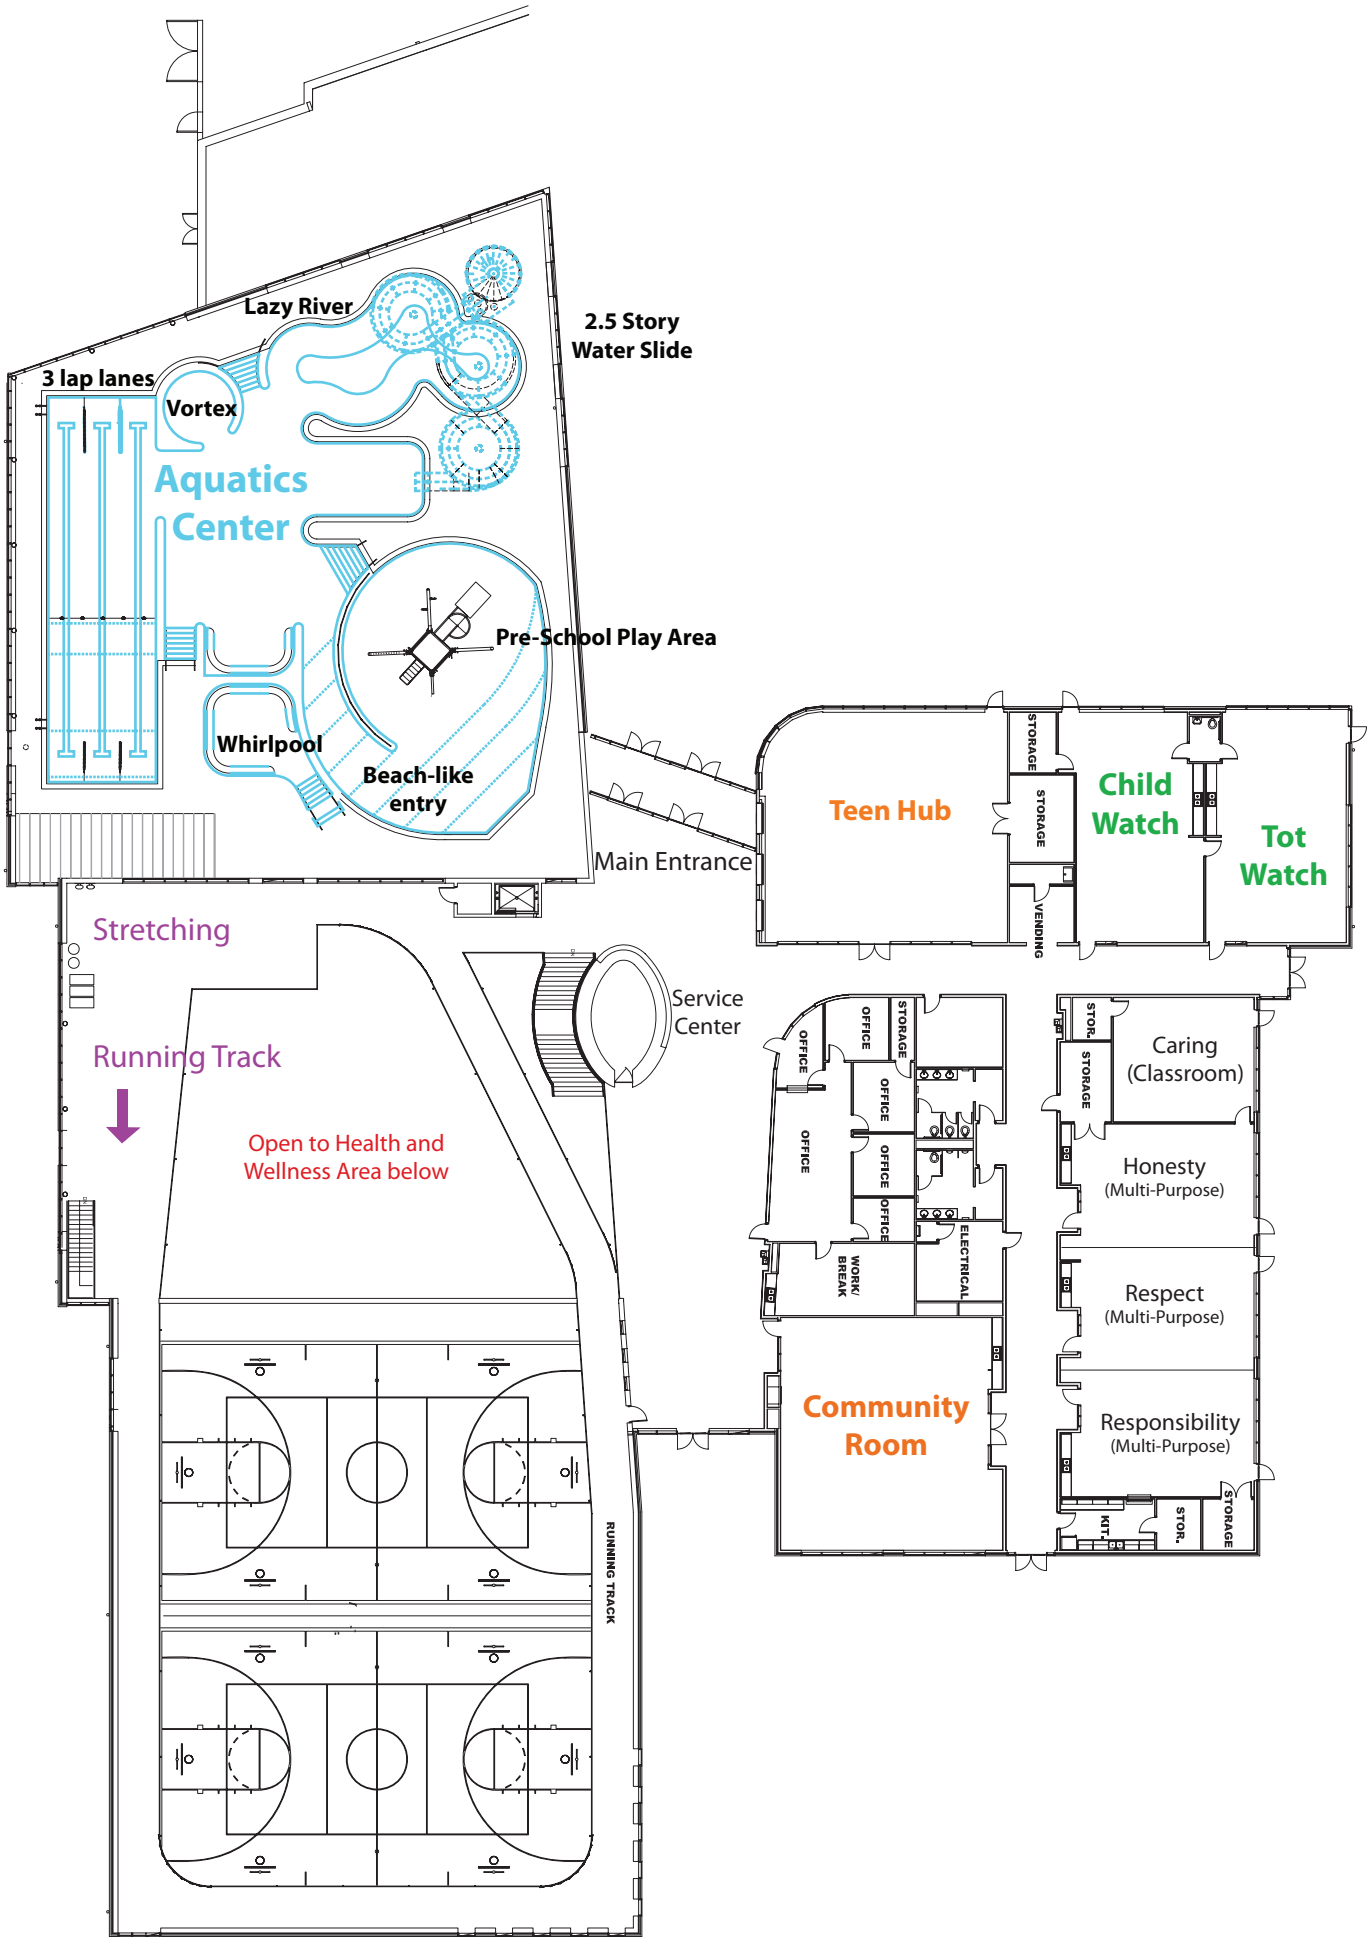 Lazy River
2.5 Story
Water Slide
3 lap lanes
Vortex
Aquatics
Center
Pre-School Play Area
Whirlpool
Beach-like
entry
Main Entrance
Teen Hub
STORAGE
STORAGE
VENDING
Child
Watch
Tot
Watch
Stretching
Running Track
Open to Health and
Wellness Area below
DN
DN
Service
Center
OFFICE
OFFICE
STORAGE
OFFICE
OFFICE
OFFICE
OFFICE
WORK/
BREAK
ELECTRICAL
STOR.
STORAGE
Caring
(Classroom)
Honesty
(Multi-Purpose)
Respect
(Multi-Purpose)
Responsibility
(Multi-Purpose)
Community
Room
KIT.
STOR.
STORAGE
RUNNING TRACK